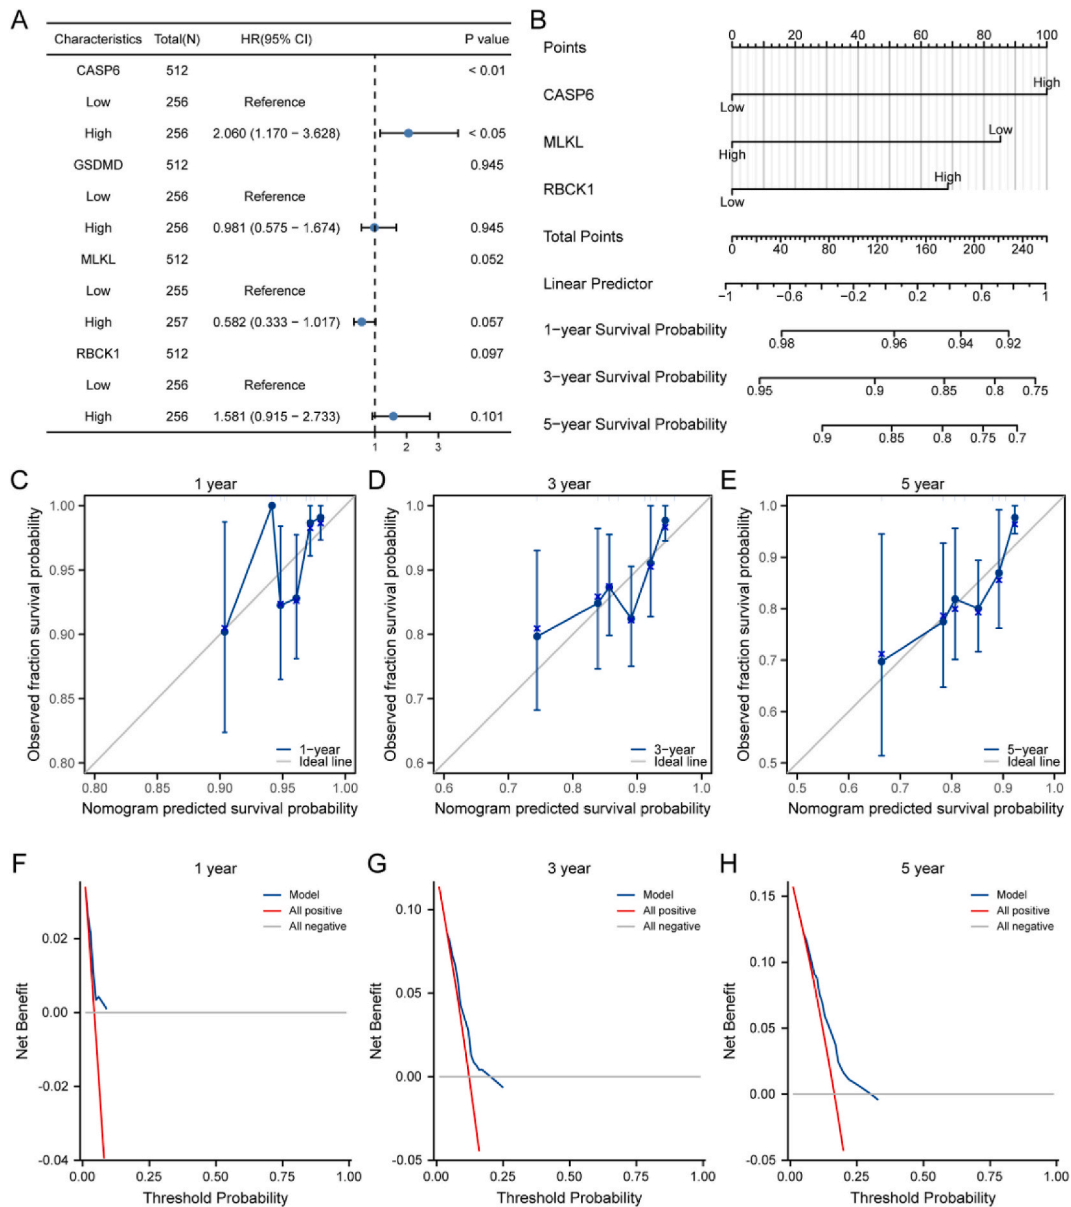 A
Characteristics Total(N) HR(95% CI) P value
CASP6 512 < 0.01
Low 256 Reference
High 256 2.060 (1.170 − 3.628) < 0.05
GSDMD 512 0.945
Low 256 Reference
High 256 0.981 (0.575 − 1.674) 0.945
MLKL 512 0.052
Low 255 Reference
High 257 0.582 (0.333 − 1.017) 0.057
RBCK1 512 0.097
Low 256 Reference
High 256 1.581 (0.915 − 2.733) 0.101
1 2 3
B
Points 0 20 40 60 80 100
CASP6 Low High
MLKL High Low
RBCK1 Low High
Total Points 0 40 80 120 160 200 240
Linear Predictor −1 −0.6 −0.2 0.2 0.6 1
1−year Survival Probability 0.98 0.96 0.94 0.92
3−year Survival Probability 0.95 0.9 0.85 0.8 0.75
5−year Survival Probability 0.9 0.85 0.8 0.75 0.7
C
1 year
Observed fraction survival probability
1.00
0.95
0.90
0.85
0.80
1−year
Ideal line
0.80 0.85 0.90 0.95 1.00
Nomogram predicted survival probability
D
3 year
Observed fraction survival probability
1.0
0.9
0.8
0.7
0.6
3−year
Ideal line
0.6 0.7 0.8 0.9 1.0
Nomogram predicted survival probability
E
5 year
Observed fraction survival probability
1.0
0.9
0.8
0.7
0.6
0.5
5−year
Ideal line
0.5 0.6 0.7 0.8 0.9 1.0
Nomogram predicted survival probability
F
1 year
Model
All positive
All negative
Net Benefit
0.02
0.00
-0.02
-0.04
0.00 0.25 0.50 0.75 1.00
Threshold Probability
G
3 year
Model
All positive
All negative
Net Benefit
0.10
0.05
0.00
-0.05
0.00 0.25 0.50 0.75 1.00
Threshold Probability
H
5 year
Model
All positive
All negative
Net Benefit
0.15
0.10
0.05
0.00
-0.05
0.00 0.25 0.50 0.75 1.00
Threshold Probability